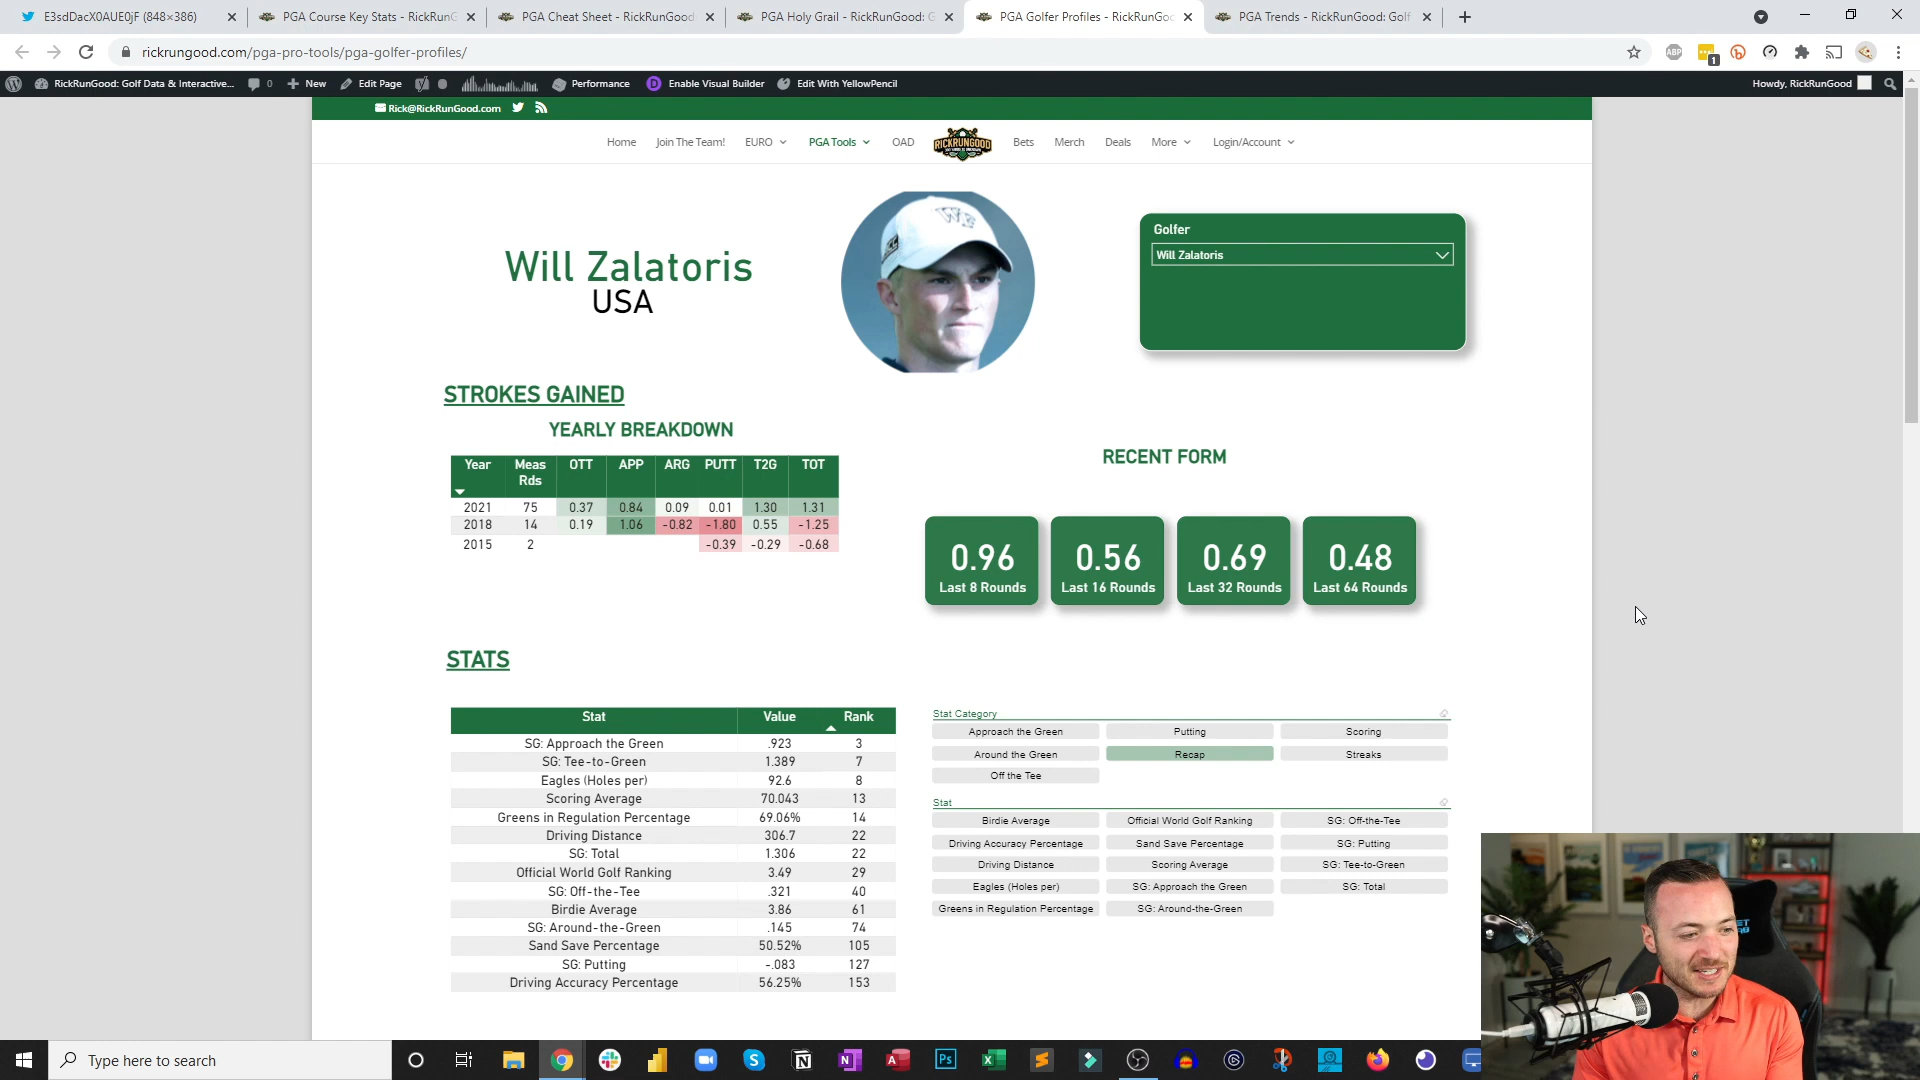 E3sdDacX0AUE0jF (848×386)
PGA Course Key Stats - RickRunG
PGA Cheat Sheet - RickRunGood
PGA Holy Grail - RickRunGood: G
PGA Golfer Profiles - RickRunGoo
PGA Trends - RickRunGood: Golf
rickrungood.com/pga-pro-tools/pga-golfer-profiles/
ABP
1
RickRunGood: Golf Data & Interactive...
0
New
Edit Page
Performance
Enable Visual Builder
Edit With YellowPencil
Howdy, RickRunGood
Rick@RickRunGood.com
Home
Join The Team!
EURO
PGA Tools
OAD
RICKRUNGOOD
Bets
Merch
Deals
More
Login/Account
Will Zalatoris
USA
WF
Golfer
Will Zalatoris
STROKES GAINED
YEARLY BREAKDOWN
Year Meas Rds OTT APP ARG PUTT T2G TOT
2021 75 0.37 0.84 0.09 0.01 1.30 1.31
2018 14 0.19 1.06 -0.82 -1.80 0.55 -1.25
2015 2 -0.39 -0.29 -0.68
RECENT FORM
0.96 0.56 0.69 0.48
Last 8 Rounds Last 16 Rounds Last 32 Rounds Last 64 Rounds
STATS
Stat Value Rank
SG: Approach the Green .923 3
SG: Tee-to-Green 1.389 7
Eagles (Holes per) 92.6 8
Scoring Average 70.043 13
Greens in Regulation Percentage 69.06% 14
Driving Distance 306.7 22
SG: Total 1.306 22
Official World Golf Ranking 3.49 29
SG: Off-the-Tee .321 40
Birdie Average 3.86 61
SG: Around-the-Green .145 74
Sand Save Percentage 50.52% 105
SG: Putting -.083 127
Driving Accuracy Percentage 56.25% 153
Stat Category
Approach the Green Putting Scoring
Around the Green Recap Streaks
Off the Tee
Stat
Birdie Average Official World Golf Ranking SG: Off-the-Tee
Driving Accuracy Percentage Sand Save Percentage SG: Putting
Driving Distance Scoring Average SG: Tee-to-Green
Eagles (Holes per) SG: Approach the Green SG: Total
Greens in Regulation Percentage SG: Around-the-Green
Type here to search
Ps